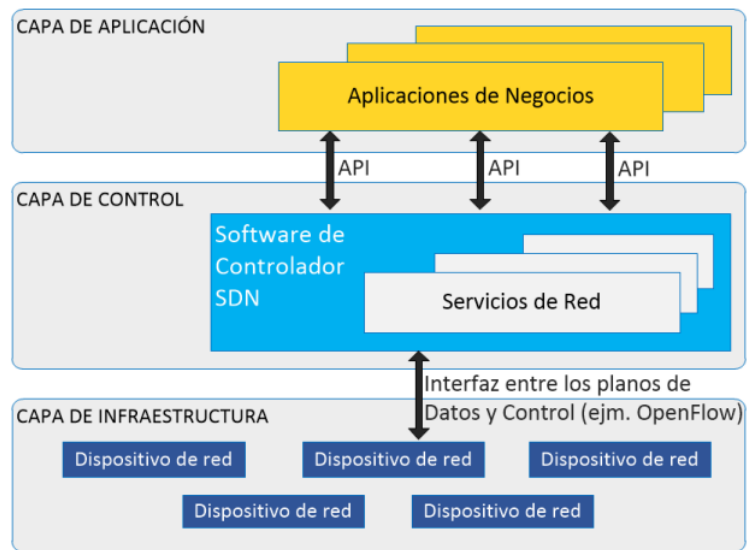 CAPA DE APLICACIÓN
Aplicaciones de Negocios
API
API
API
CAPA DE CONTROL
Software de
Controlador
SDN
Servicios de Red
Interfaz entre los planos de
Datos y Control (ejm. OpenFlow)
CAPA DE INFRAESTRUCTURA
Dispositivo de red
Dispositivo de red
Dispositivo de red
Dispositivo de red
Dispositivo de red